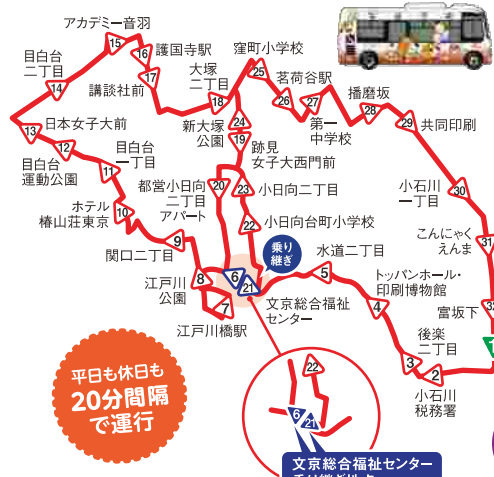 アカデミー音羽
15
16
護国寺駅
目白台
二丁目
14
講談社前
17
大塚
二丁目
18
窪町小学校
25
茗荷谷駅
26
27
第一
中学校
播磨坂
28
29
共同印刷
13
日本女子大前
12
目白台
運動公園
目白台
一丁目
11
新大塚
公園
24
19
跡見
女子大西門前
都営小日向
二丁目
アパート
20
23
小日向二丁目
小石川
一丁目
30
ホテル
椿山荘東京
10
22
小日向台町小学校
こんにゃく
えんま
31
関口二丁目
9
乗り
継ぎ
水道二丁目
5
江戸川
公園
8
6
21
トッパンホール・
印刷博物館
4
7
江戸川橋駅
文京総合福祉
センター
富坂下
32
後楽
二丁目
3
2
小石川
税務署
平日も休日も
20分間隔
で運行
22
6
21
文京総合福祉センター